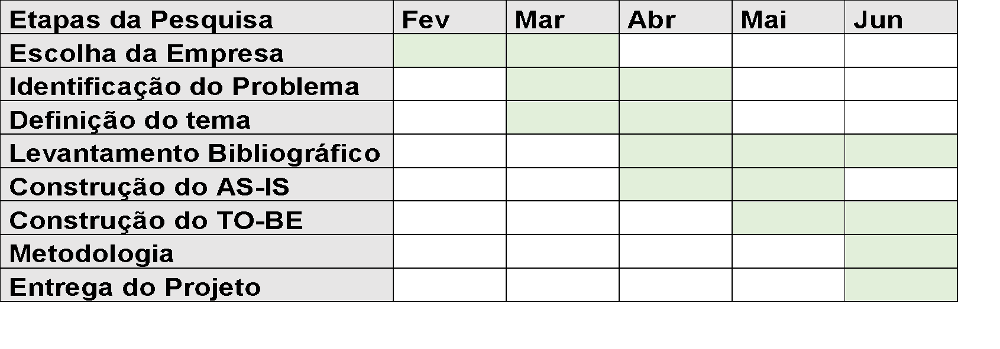 Etapas da Pesquisa Fev Mar Abr Mai Jun
Escolha da Empresa
Identificação do Problema
Definição do tema
Levantamento Bibliográfico
Construção do AS-IS
Construção do TO-BE
Metodologia
Entrega do Projeto